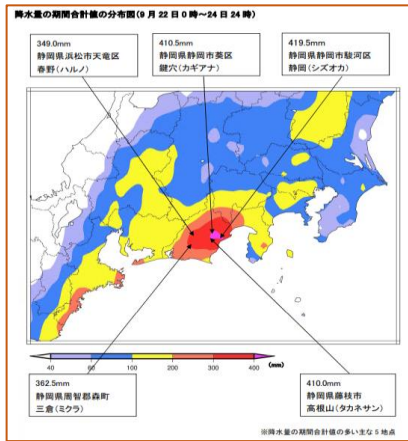 降水量の期間合計値の分布図(9月22日0時～24日24時)
349.0mm
静岡県浜松市天竜区
春野(ハルノ)
410.5mm
静岡県静岡市葵区
鍵穴(カギアナ)
419.5mm
静岡県静岡市駿河区
静岡(シズオカ)
40 60 100 200 300 400 (mm)
362.5mm
静岡県周智郡森町
三倉(ミクラ)
410.0mm
静岡県藤枝市
高根山(タカネサン)
※降水量の期間合計値の多い主な5地点